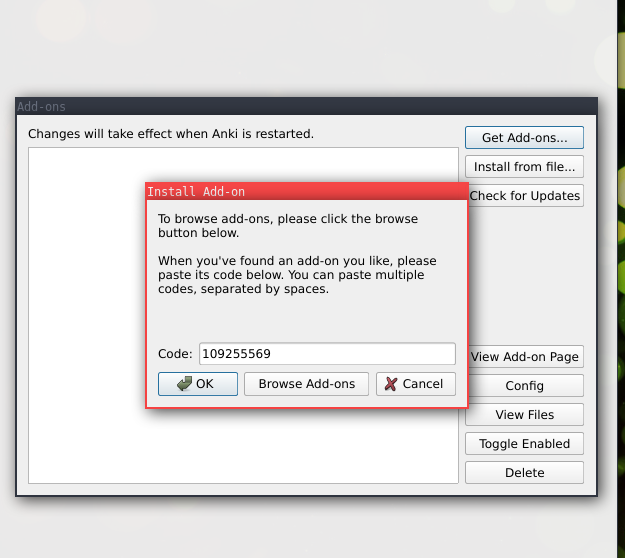 Add-ons
Changes will take effect when Anki is restarted.
Get Add-ons...
Install from file...
Check for Updates
Install Add-on
To browse add-ons, please click the browse
button below.
When you've found an add-on you like, please
paste its code below. You can paste multiple
codes, separated by spaces.
Code: 109255569
OK
Browse Add-ons
Cancel
View Add-on Page
Config
View Files
Toggle Enabled
Delete